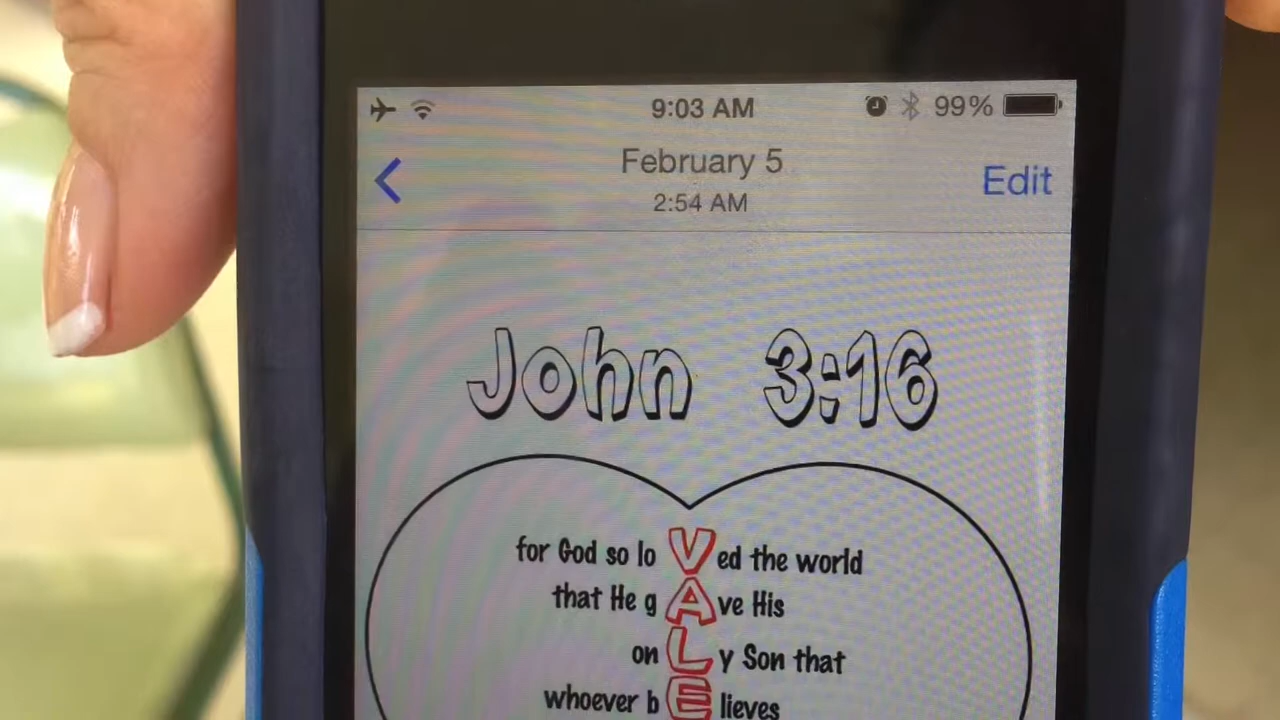 9:03 AM 99%
February 5
Edit
2:54 AM
John 3:16
for God so loVed the world
that He gAve His
onLy Son that
whoever bElieves